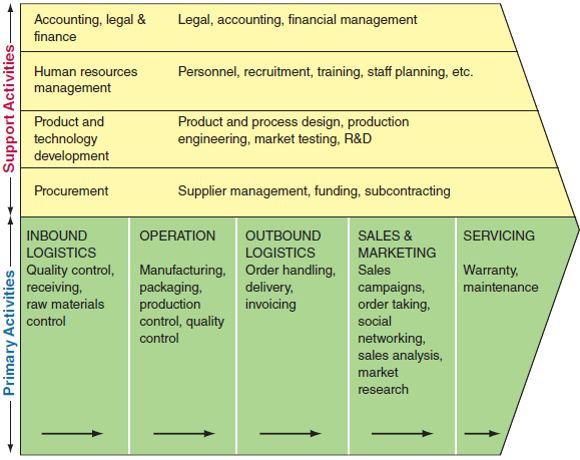 Support Activities
Accounting, legal &
finance
Legal, accounting, financial management
Human resources
management
Personnel, recruitment, training, staff planning, etc.
Product and
technology
development
Product and process design, production
engineering, market testing, R&D
Procurement
Supplier management, funding, subcontracting
Primary Activities
INBOUND
LOGISTICS
Quality control,
receiving,
raw materials
control
OPERATION
Manufacturing,
packaging,
production
control, quality
control
OUTBOUND
LOGISTICS
Order handling,
delivery,
invoicing
SALES &
MARKETING
Sales
campaigns,
order taking,
social
networking,
sales analysis,
market
research
SERVICING
Warranty,
maintenance